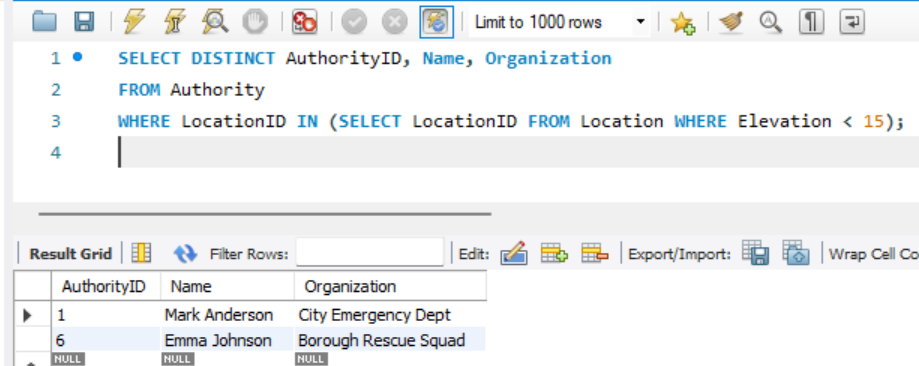 Limit to 1000 rows
1 SELECT DISTINCT AuthorityID, Name, Organization
2 FROM Authority
3 WHERE LocationID IN (SELECT LocationID FROM Location WHERE Elevation < 15);
4
Result Grid Filter Rows: Edit: Export/Import: Wrap Cell Co
AuthorityID Name Organization
1 Mark Anderson City Emergency Dept
6 Emma Johnson Borough Rescue Squad
NULL NULL NULL